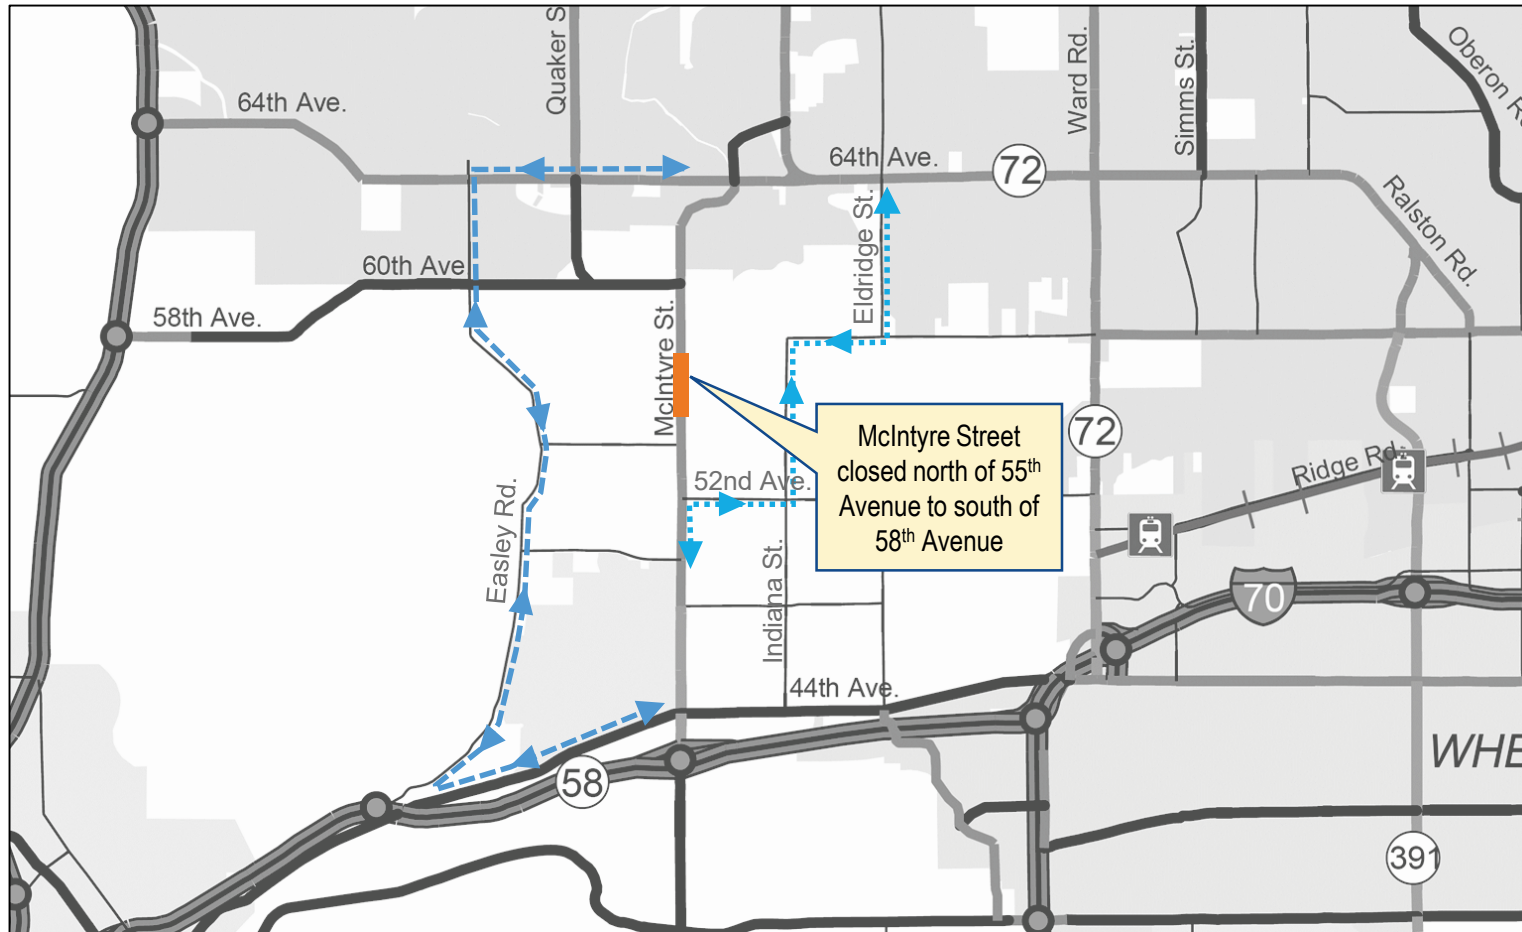 Quaker S
Ward Rd.
Simms St.
Oberon R
64th Ave.
64th Ave.
72
Eldridge St.
Ralston Rd.
60th Ave
58th Ave.
McIntyre St.
McIntyre Street
closed north of 55th
Avenue to south of
58th Avenue
72
52nd Ave.
Ridge Rd.
Easley Rd.
Indiana St.
70
44th Ave.
58
WHE
391